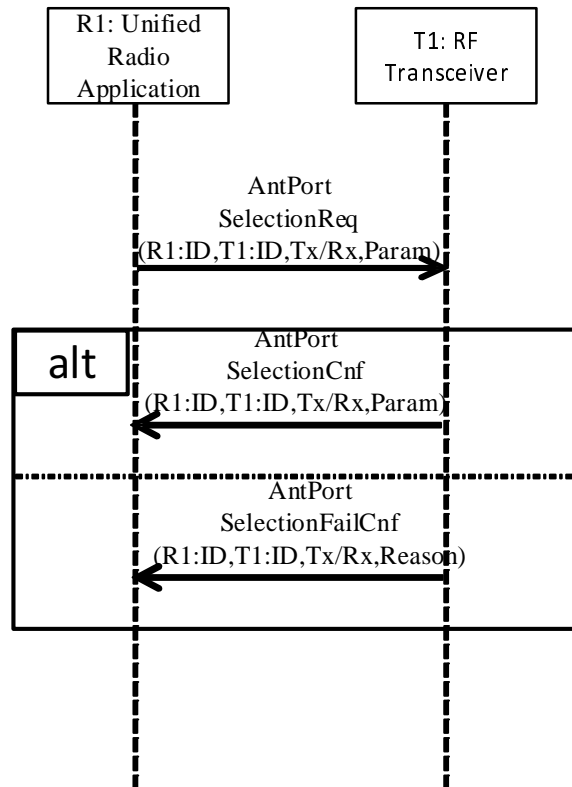 R1: Unified
Radio
Application
T1: RF
Transceiver
AntPort
SelectionReq
(R1:ID,T1:ID,Tx/Rx,Param)
alt
AntPort
SelectionCnf
(R1:ID,T1:ID,Tx/Rx,Param)
AntPort
SelectionFailCnf
(R1:ID,T1:ID,Tx/Rx,Reason)